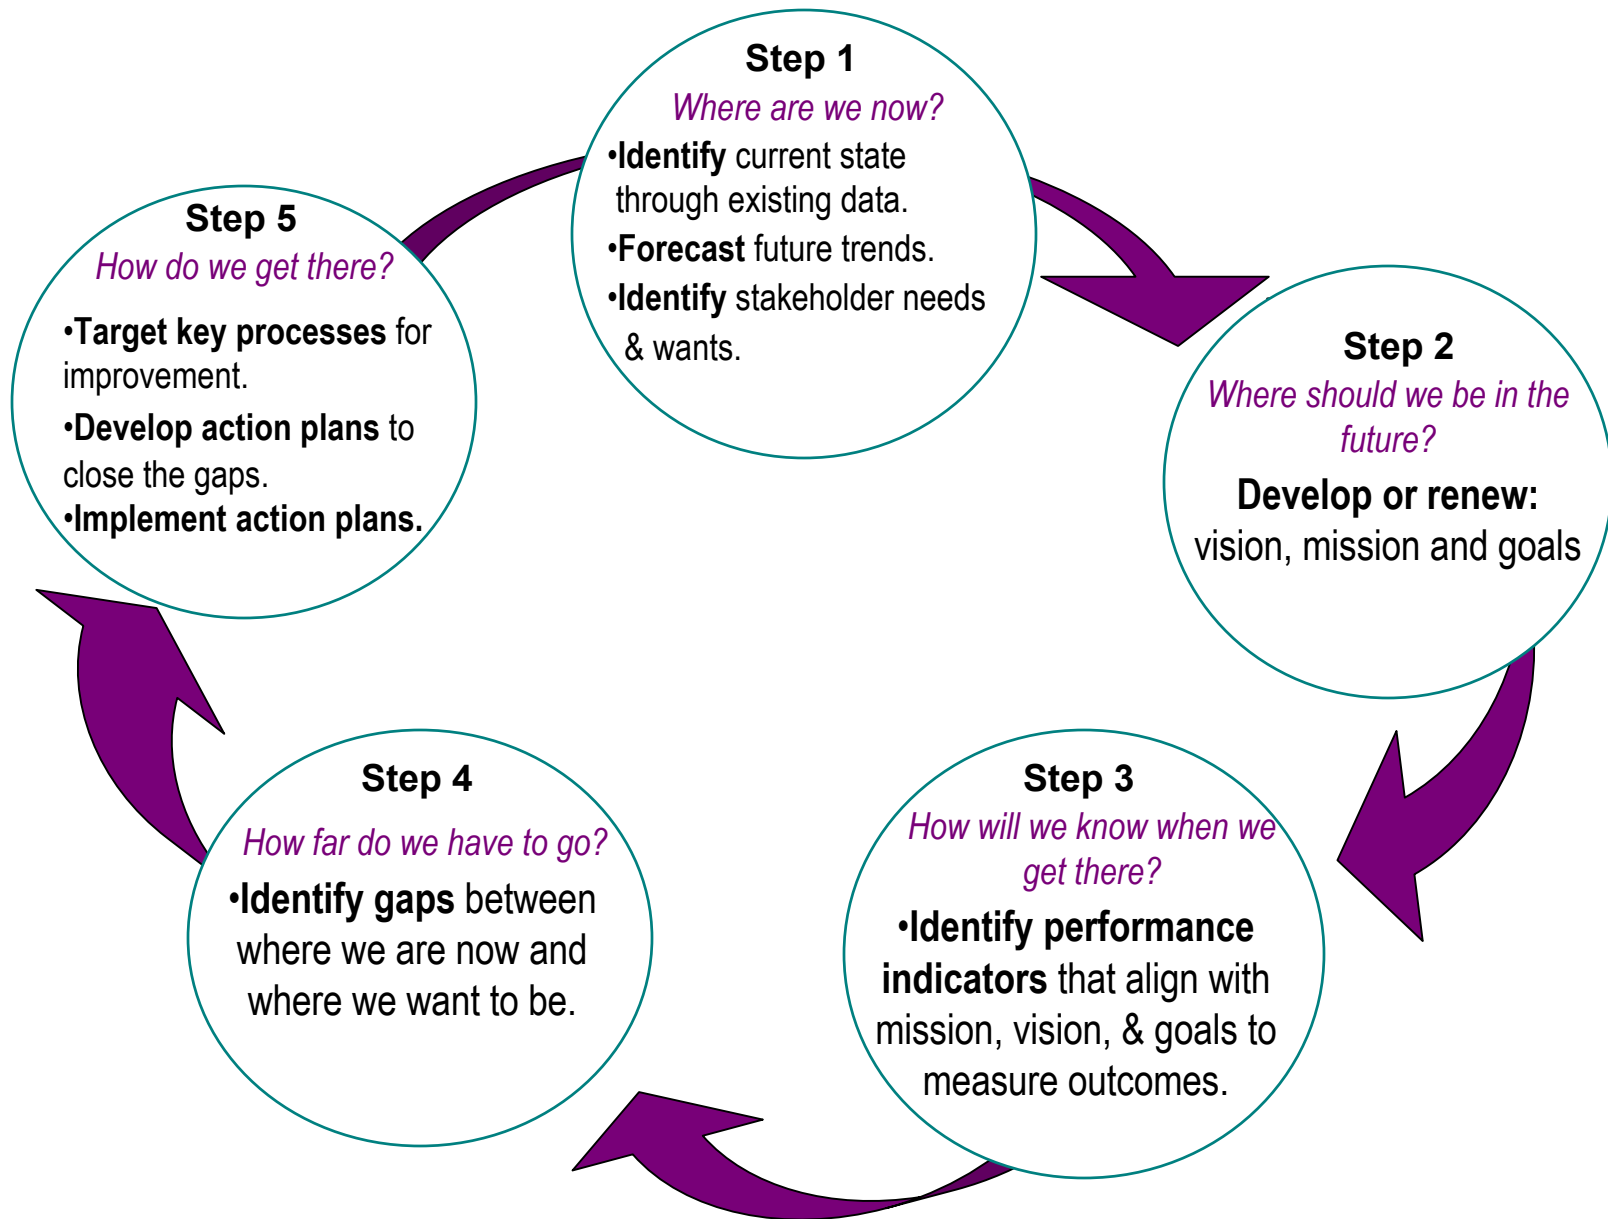 Step 1
Where are we now?
•Identify current state
through existing data.
•Forecast future trends.
•Identify stakeholder needs
& wants.
Step 2
Where should we be in the
future?
Develop or renew:
vision, mission and goals
Step 3
How will we know when we
get there?
•Identify performance
indicators that align with
mission, vision, & goals to
measure outcomes.
Step 4
How far do we have to go?
•Identify gaps between
where we are now and
where we want to be.
Step 5
How do we get there?
•Target key processes for
improvement.
•Develop action plans to
close the gaps.
•Implement action plans.